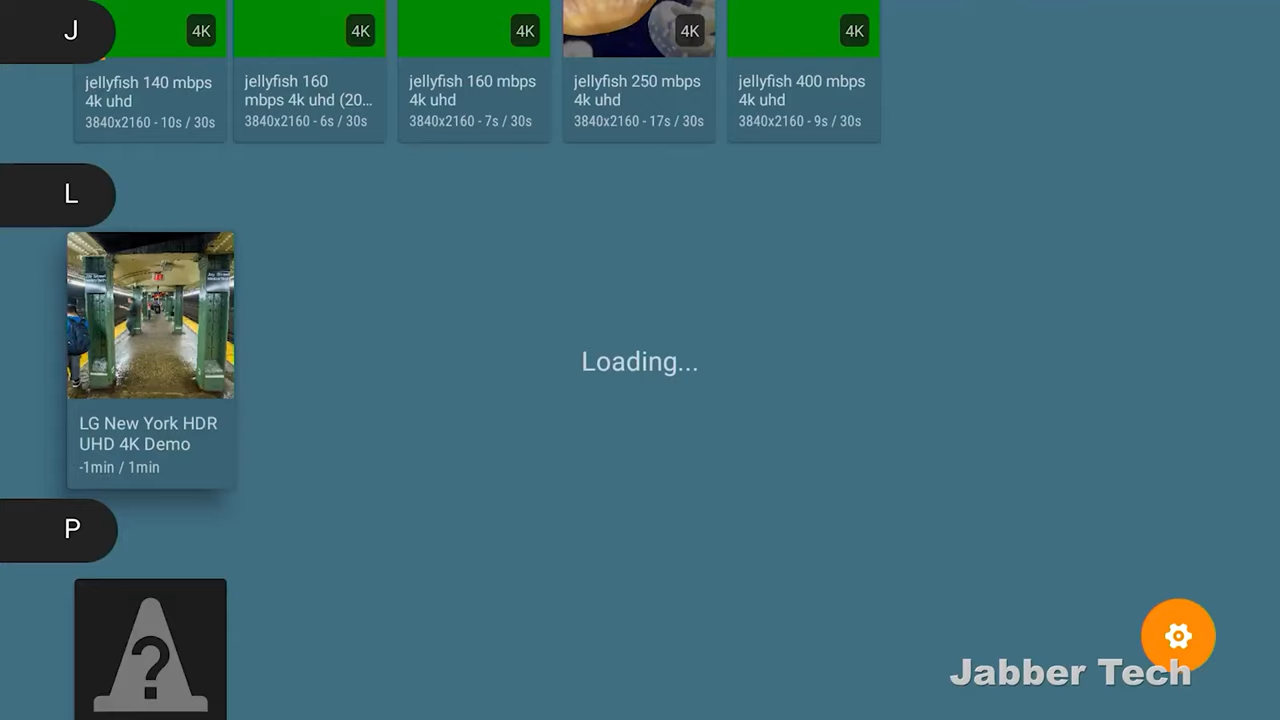 J
4K
4K
4K
4K
4K
jellyfish 140 mbps
4k uhd
3840x2160 - 10s / 30s
jellyfish 160
mbps 4k uhd (20...
3840x2160 - 6s / 30s
jellyfish 160 mbps
4k uhd
3840x2160 - 7s / 30s
jellyfish 250 mbps
4k uhd
3840x2160 - 17s / 30s
jellyfish 400 mbps
4k uhd
3840x2160 - 9s / 30s
L
Loading...
LG New York HDR
UHD 4K Demo
-1min / 1min
P
?
Jabber Tech